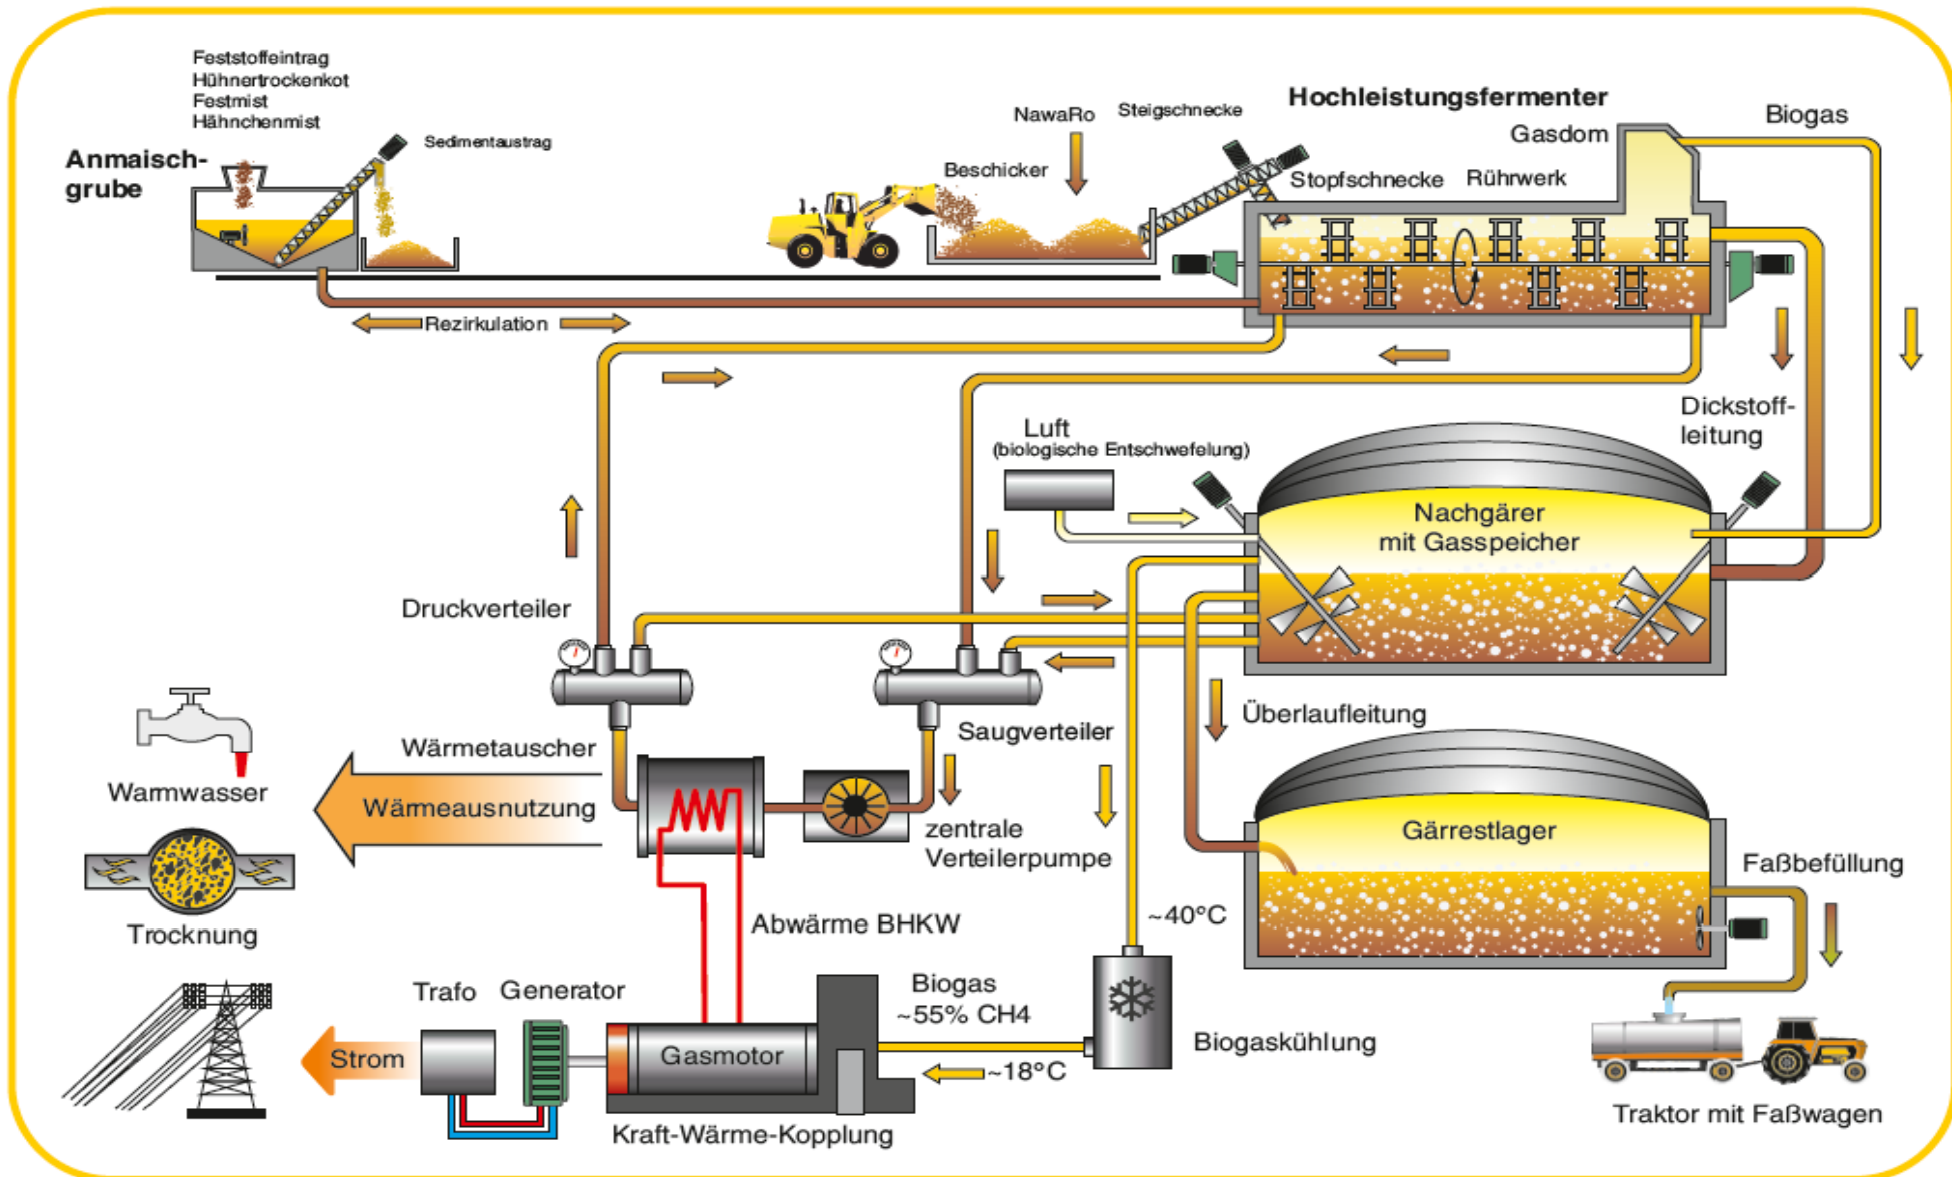 Feststoffeintrag
Hühnertrockenkot
Festmist
Hähnchenmist
Anmaisch-
grube
Sedimentaustrag
NawaRo
Steigschnecke
Beschicker
Hochleistungsfermenter
Gasdom
Biogas
Stopfschnecke
Rührwerk
Rezirkulation
Dickstoff-
leitung
Luft
(biologische Entschwefelung)
Nachgärer
mit Gasspeicher
Druckverteiler
Saugverteiler
Überlaufleitung
Wärmetauscher
Warmwasser
Wärmeausnutzung
zentrale
Verteilerpumpe
Gärrestlager
Faßbefüllung
Trocknung
Abwärme BHKW
~40°C
Trafo
Generator
Biogas
~55% CH4
Strom
Gasmotor
~18°C
Biogaskühlung
Kraft-Wärme-Kopplung
Traktor mit Faßwagen